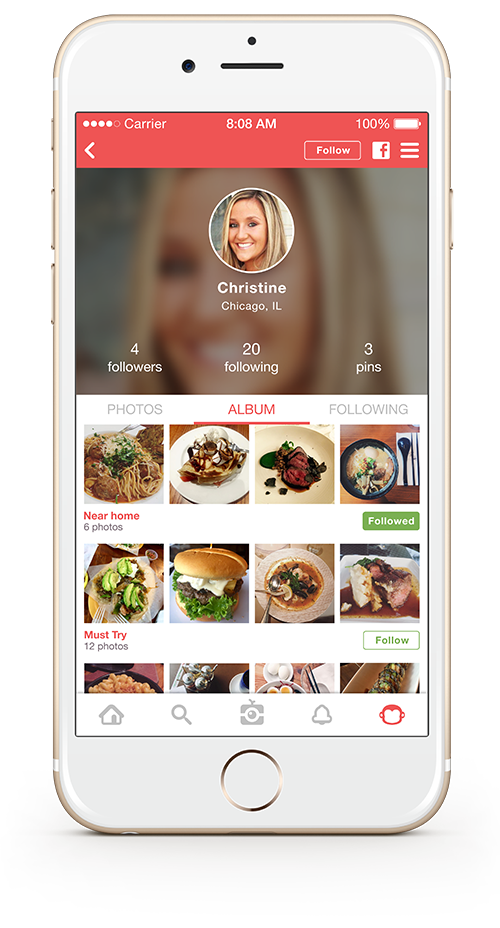 Carrier 8:08 AM 100%
Follow f
Christine
Chicago, IL
4 20 3
followers following pins
PHOTOS ALBUM FOLLOWING
Near home
6 photos
Followed
Must Try
12 photos
Follow